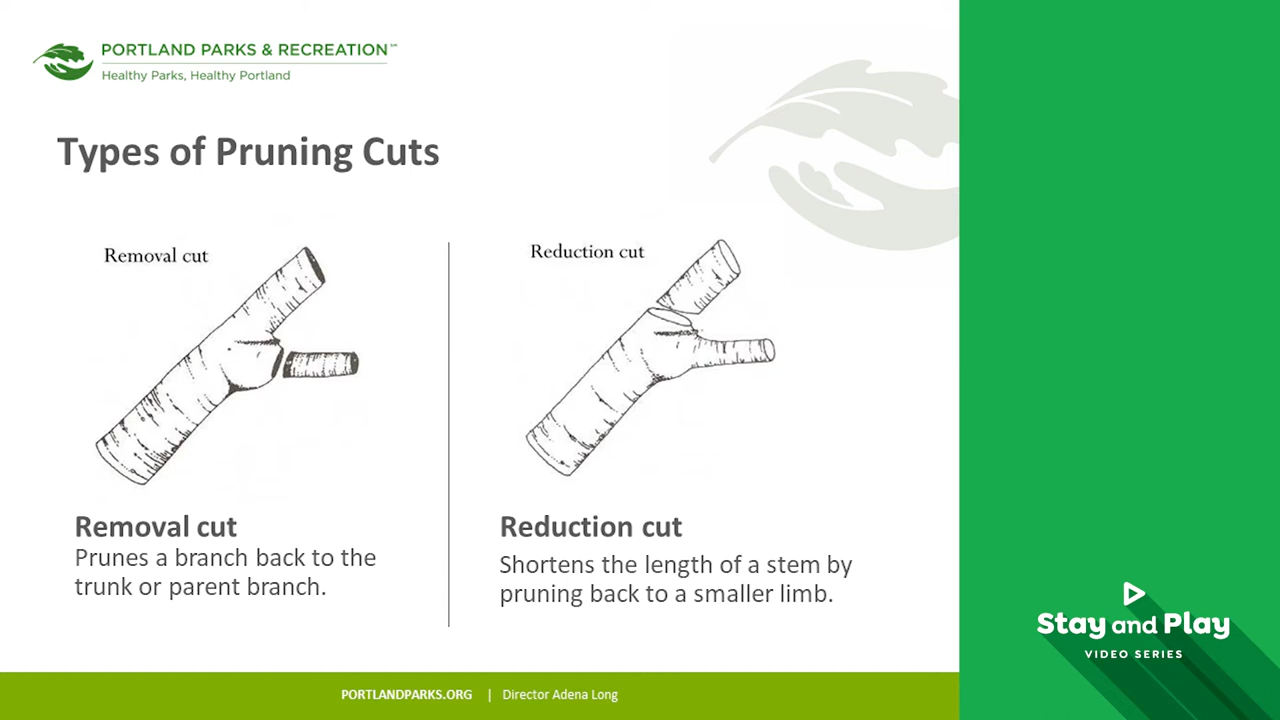 PORTLAND PARKS & RECREATION℠
Healthy Parks, Healthy Portland
Types of Pruning Cuts
Removal cut
Removal cut
Prunes a branch back to the
trunk or parent branch.
Reduction cut
Reduction cut
Shortens the length of a stem by
pruning back to a smaller limb.
Stay and Play
VIDEO SERIES
PORTLANDPARKS.ORG | Director Adena Long